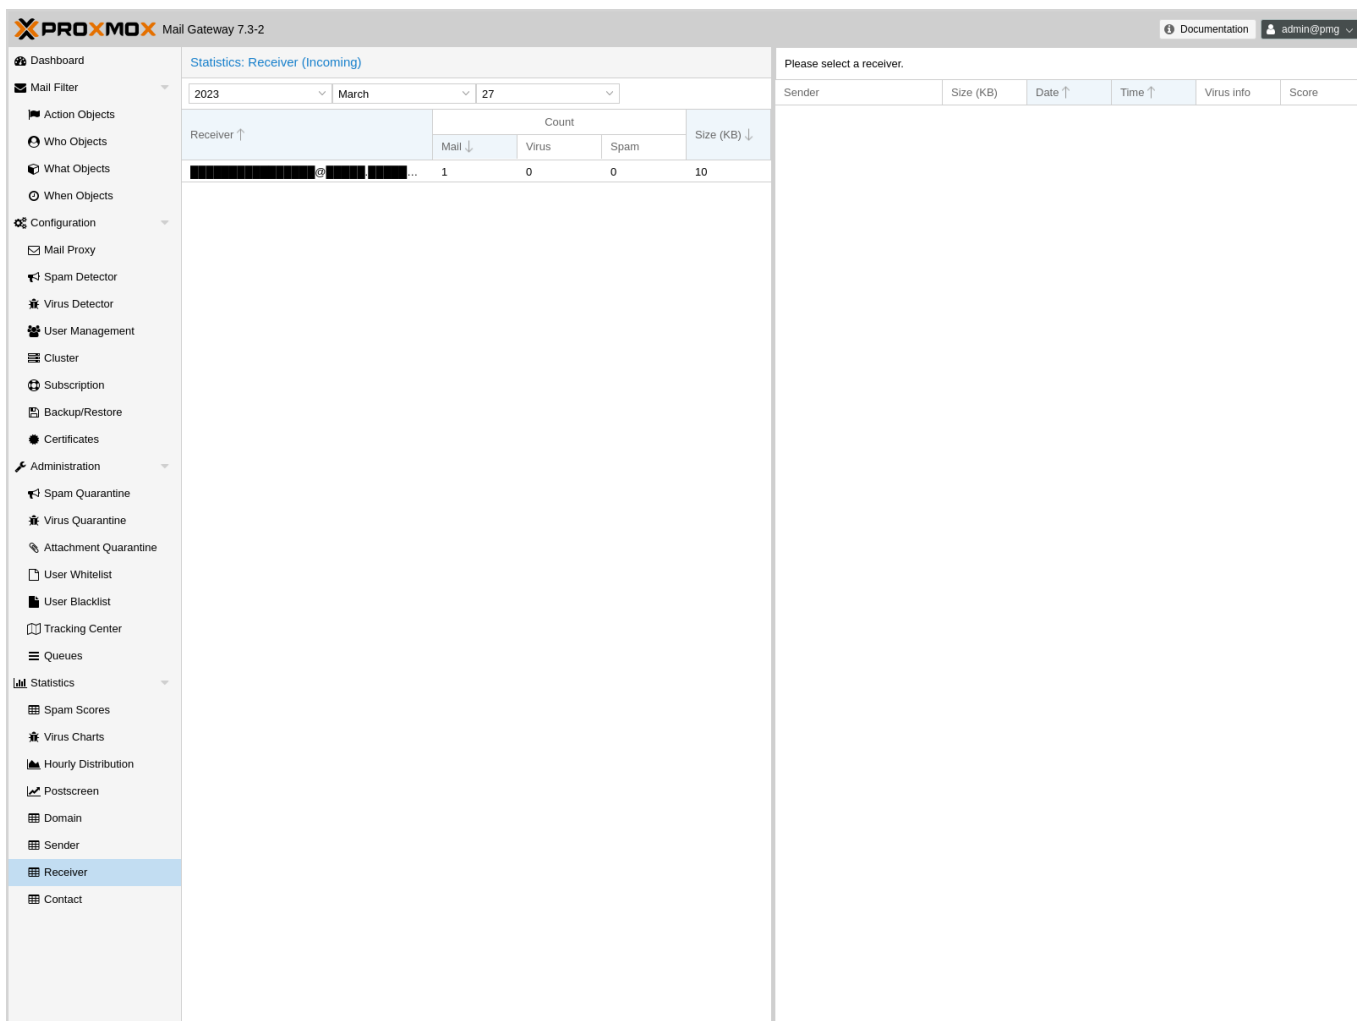 PROXMOX Mail Gateway 7.3-2
Documentation
admin@pmg
Dashboard
Mail Filter
Action Objects
Who Objects
What Objects
When Objects
Configuration
Mail Proxy
Spam Detector
Virus Detector
User Management
Cluster
Subscription
Backup/Restore
Certificates
Administration
Spam Quarantine
Virus Quarantine
Attachment Quarantine
User Whitelist
User Blacklist
Tracking Center
Queues
Statistics
Spam Scores
Virus Charts
Hourly Distribution
Postscreen
Domain
Sender
Receiver
Contact
Statistics: Receiver (Incoming)
2023 March 27
Receiver ↑ Count Size (KB) ↓
Mail ↓ Virus Spam
@ . ... 1 0 0 10
Please select a receiver.
Sender Size (KB) Date ↑ Time ↑ Virus info Score